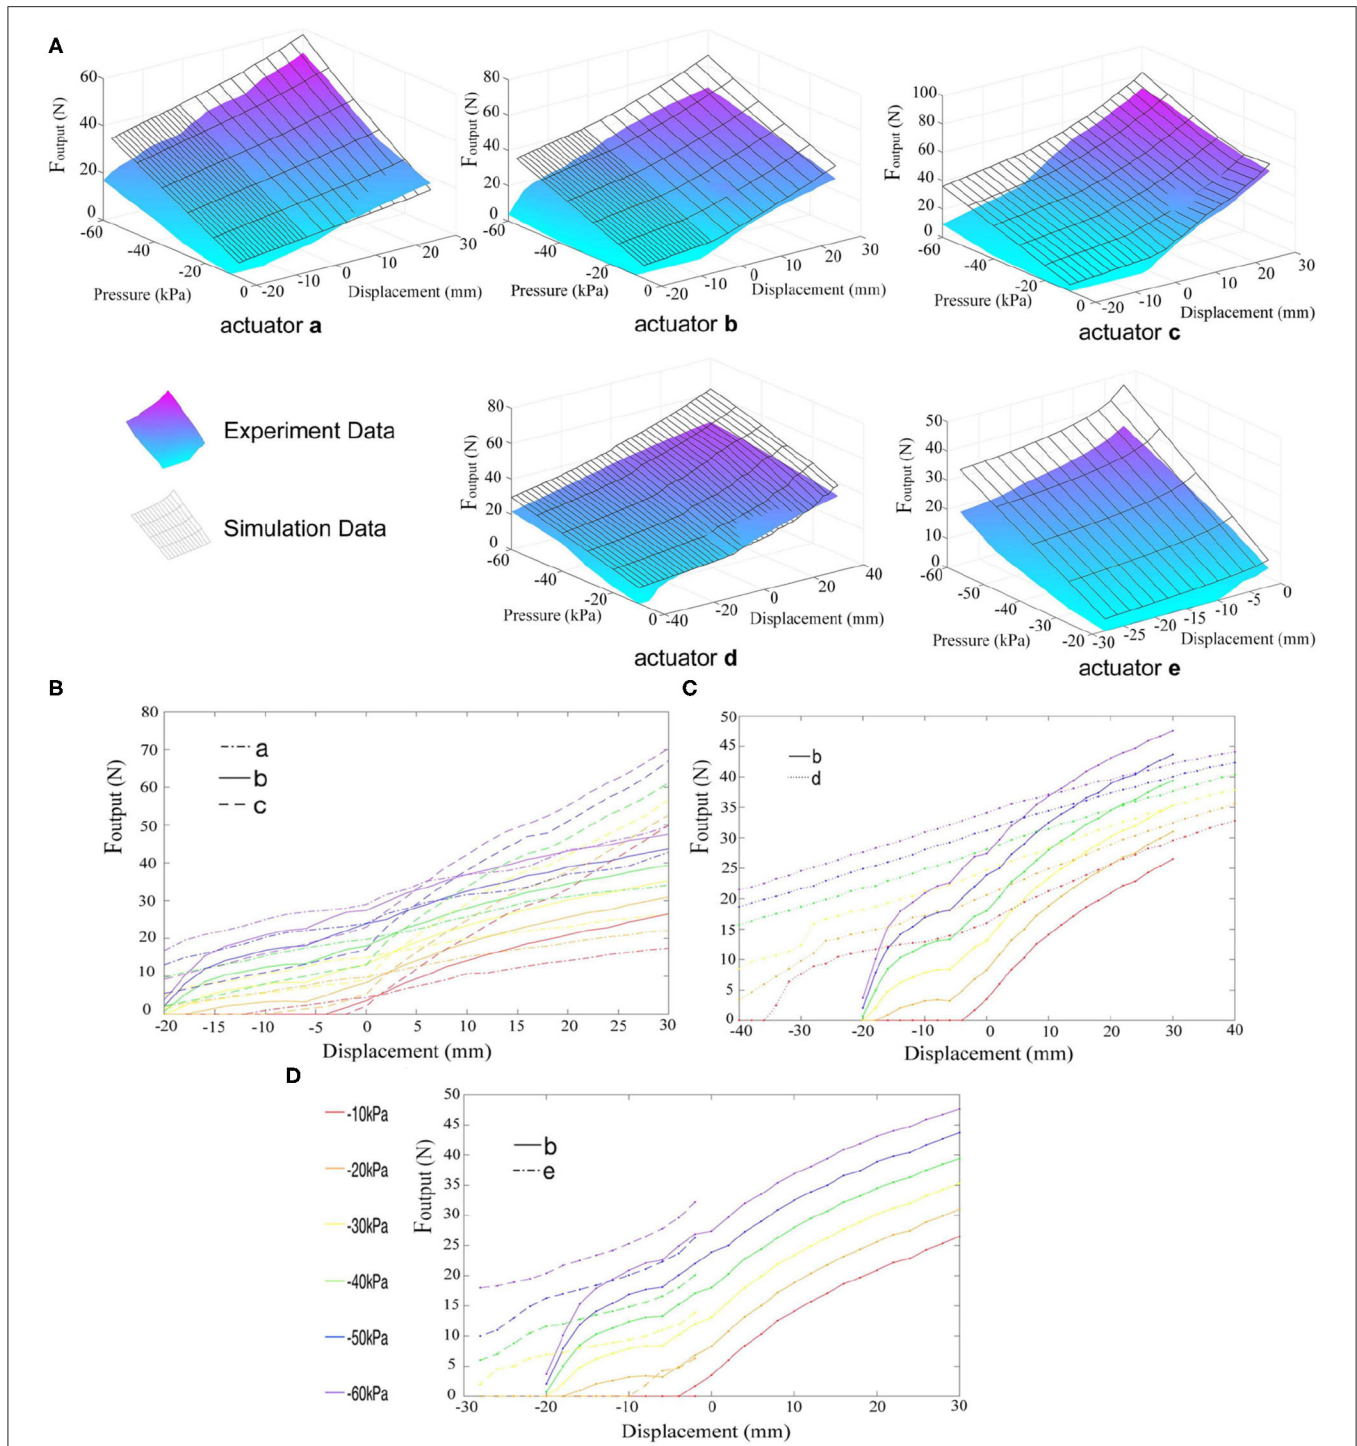 A
60
40
20
0
-60
-40
-20
0
-20
-10
0
10
20
30
Foutput (N)
Pressure (kPa)
Displacement (mm)
actuator a
80
60
40
20
0
-60
-40
-20
0
-20
-10
0
10
20
30
Foutput (N)
Pressure (kPa)
Displacement (mm)
actuator b
100
80
60
40
20
0
-60
-40
-20
0
-20
-10
0
10
20
30
Foutput (N)
Pressure (kPa)
Displacement (mm)
actuator c
Experiment Data
Simulation Data
80
60
40
20
0
-60
-40
-20
0
-40
-20
0
20
40
Foutput (N)
Pressure (kPa)
Displacement (mm)
actuator d
50
40
30
20
10
0
-60
-50
-40
-30
-20
-30
-25
-20
-15
-10
-5
0
Foutput (N)
Pressure (kPa)
Displacement (mm)
actuator e
B
80
70
60
50
40
30
20
10
0
-20 -15 -10 -5 0 5 10 15 20 25 30
Foutput (N)
Displacement (mm)
a
b
c
C
50
45
40
35
30
25
20
15
10
5
0
-40 -30 -20 -10 0 10 20 30 40
Foutput (N)
Displacement (mm)
b
d
D
-10kPa
-20kPa
-30kPa
-40kPa
-50kPa
-60kPa
50
45
40
35
30
25
20
15
10
5
0
-30 -20 -10 0 10 20 30
Foutput (N)
Displacement (mm)
b
e